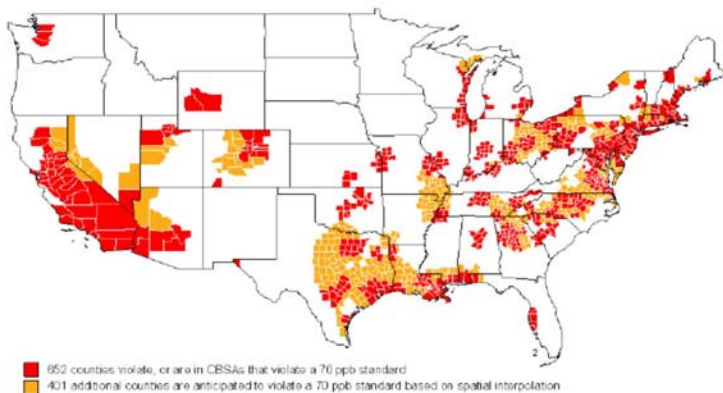 2
652 counties violate, or are in CBSAs that violate a 70 ppb standard
401 additional counties are anticipated to violate a 70 ppb standard based on spatial interpolation